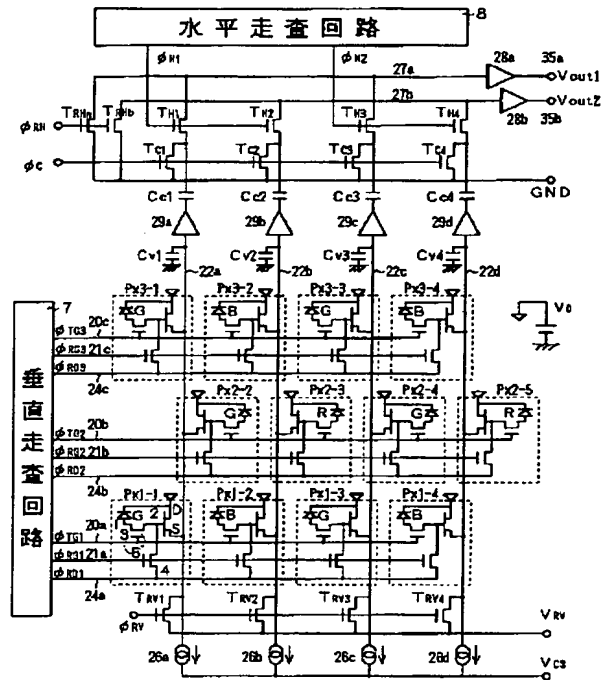 水平走査回路
8
φH1
φH2
27a
28a
35a
Vout1
27b
28b
35b
Vout2
φRH
TRHa
TRHb
TH1
TH2
TH3
TH4
φC
TC1
TC2
TC3
TC4
GND
Cc1
Cc2
Cc3
Cc4
29a
29b
29c
29d
Cv1
Cv2
Cv3
Cv4
22a
22b
22c
22d
7
垂直走査回路
Px3-1
Px3-2
Px3-3
Px3-4
G
B
G
B
φTG3
20c
φRG3
21c
φRD3
24c
VD
Px2-2
Px2-3
Px2-4
Px2-5
G
R
G
R
φTG2
20b
φRG2
21b
φRD2
24b
Px1-1
Px1-2
Px1-3
Px1-4
G
2
D
S
B
G
B
φTG1
20a
3
φRG1
21a
6
4
φRD1
24a
TRV1
TRV2
TRV3
TRV4
φRV
VRV
26a
26b
26c
26d
VCS